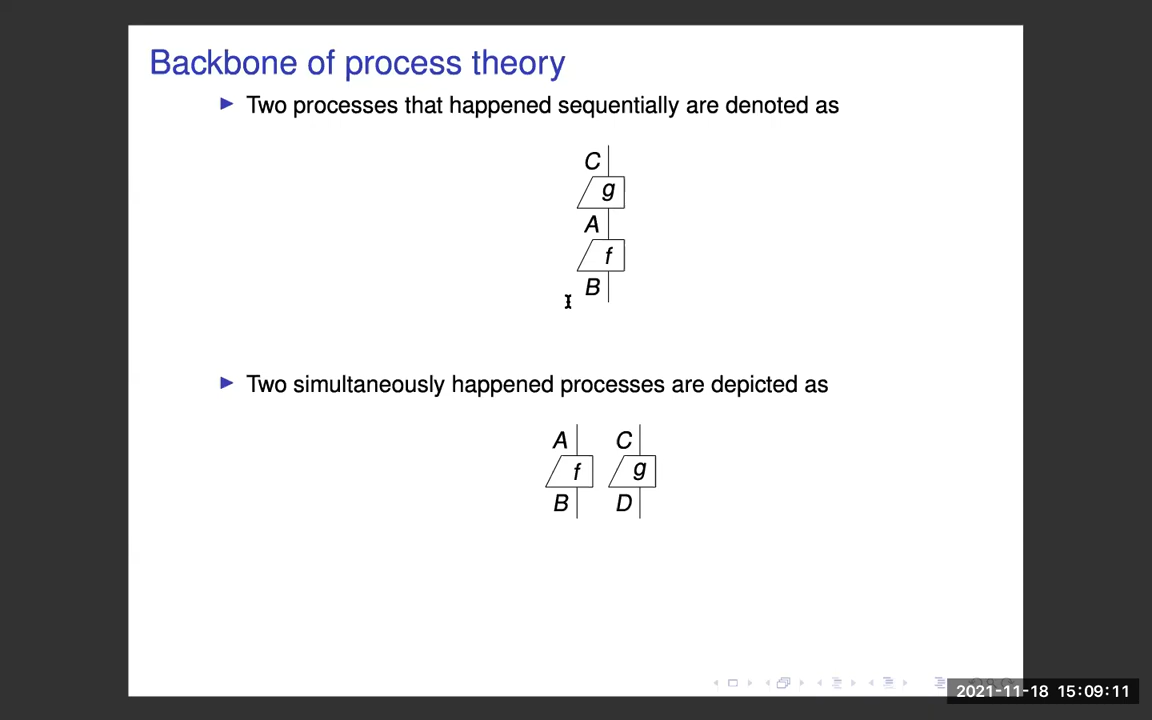 Backbone of process theory
Two processes that happened sequentially are denoted as
C
g
A
f
B
Two simultaneously happened processes are depicted as
A C
f g
B D
2021-11-18 15:09:11